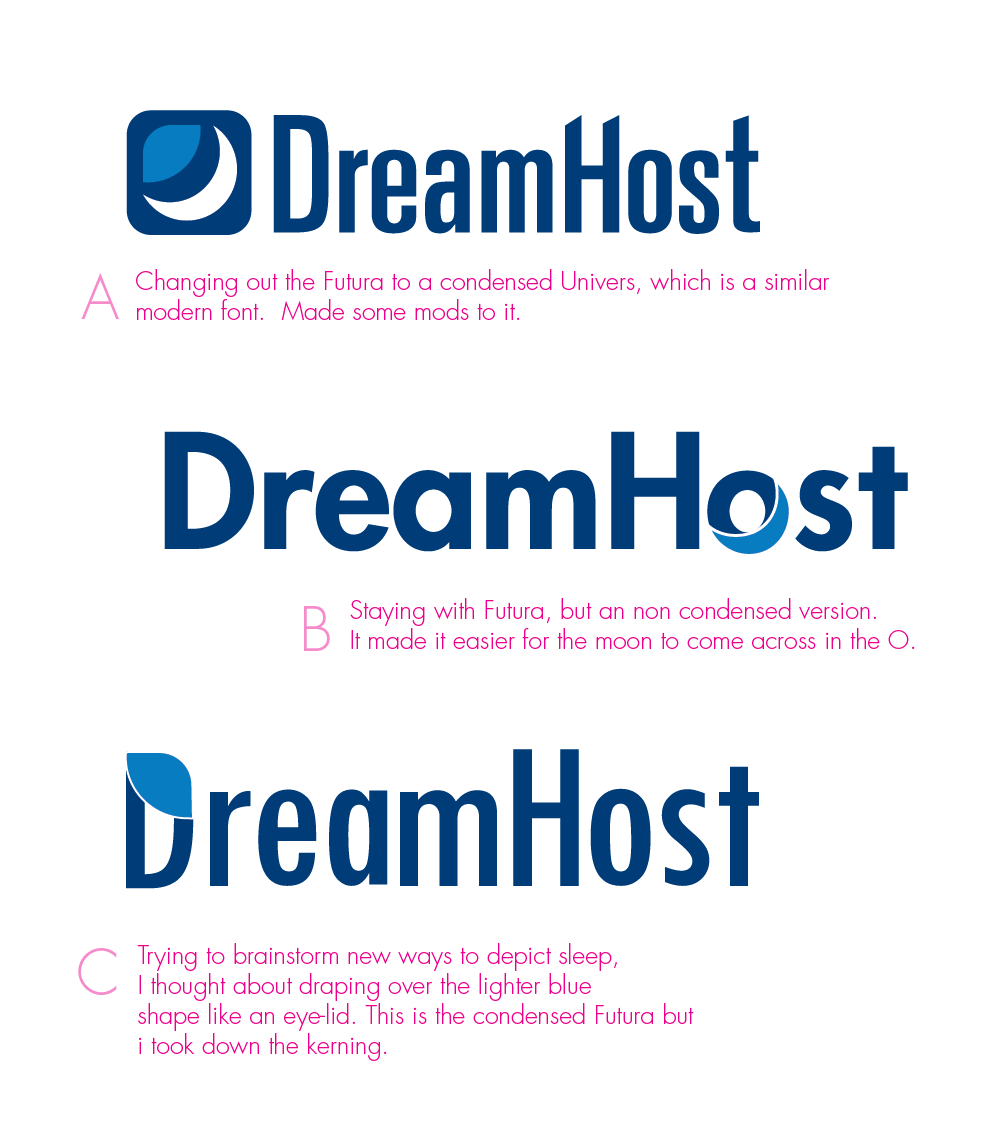 DreamHost
A
Changing out the Futura to a condensed Univers, which is a similar
modern font.  Made some mods to it.
DreamHost
B
Staying with Futura, but an non condensed version.
It made it easier for the moon to come across in the O.
DreamHost
C
Trying to brainstorm new ways to depict sleep,
I thought about draping over the lighter blue
shape like an eye-lid. This is the condensed Futura but
i took down the kerning.